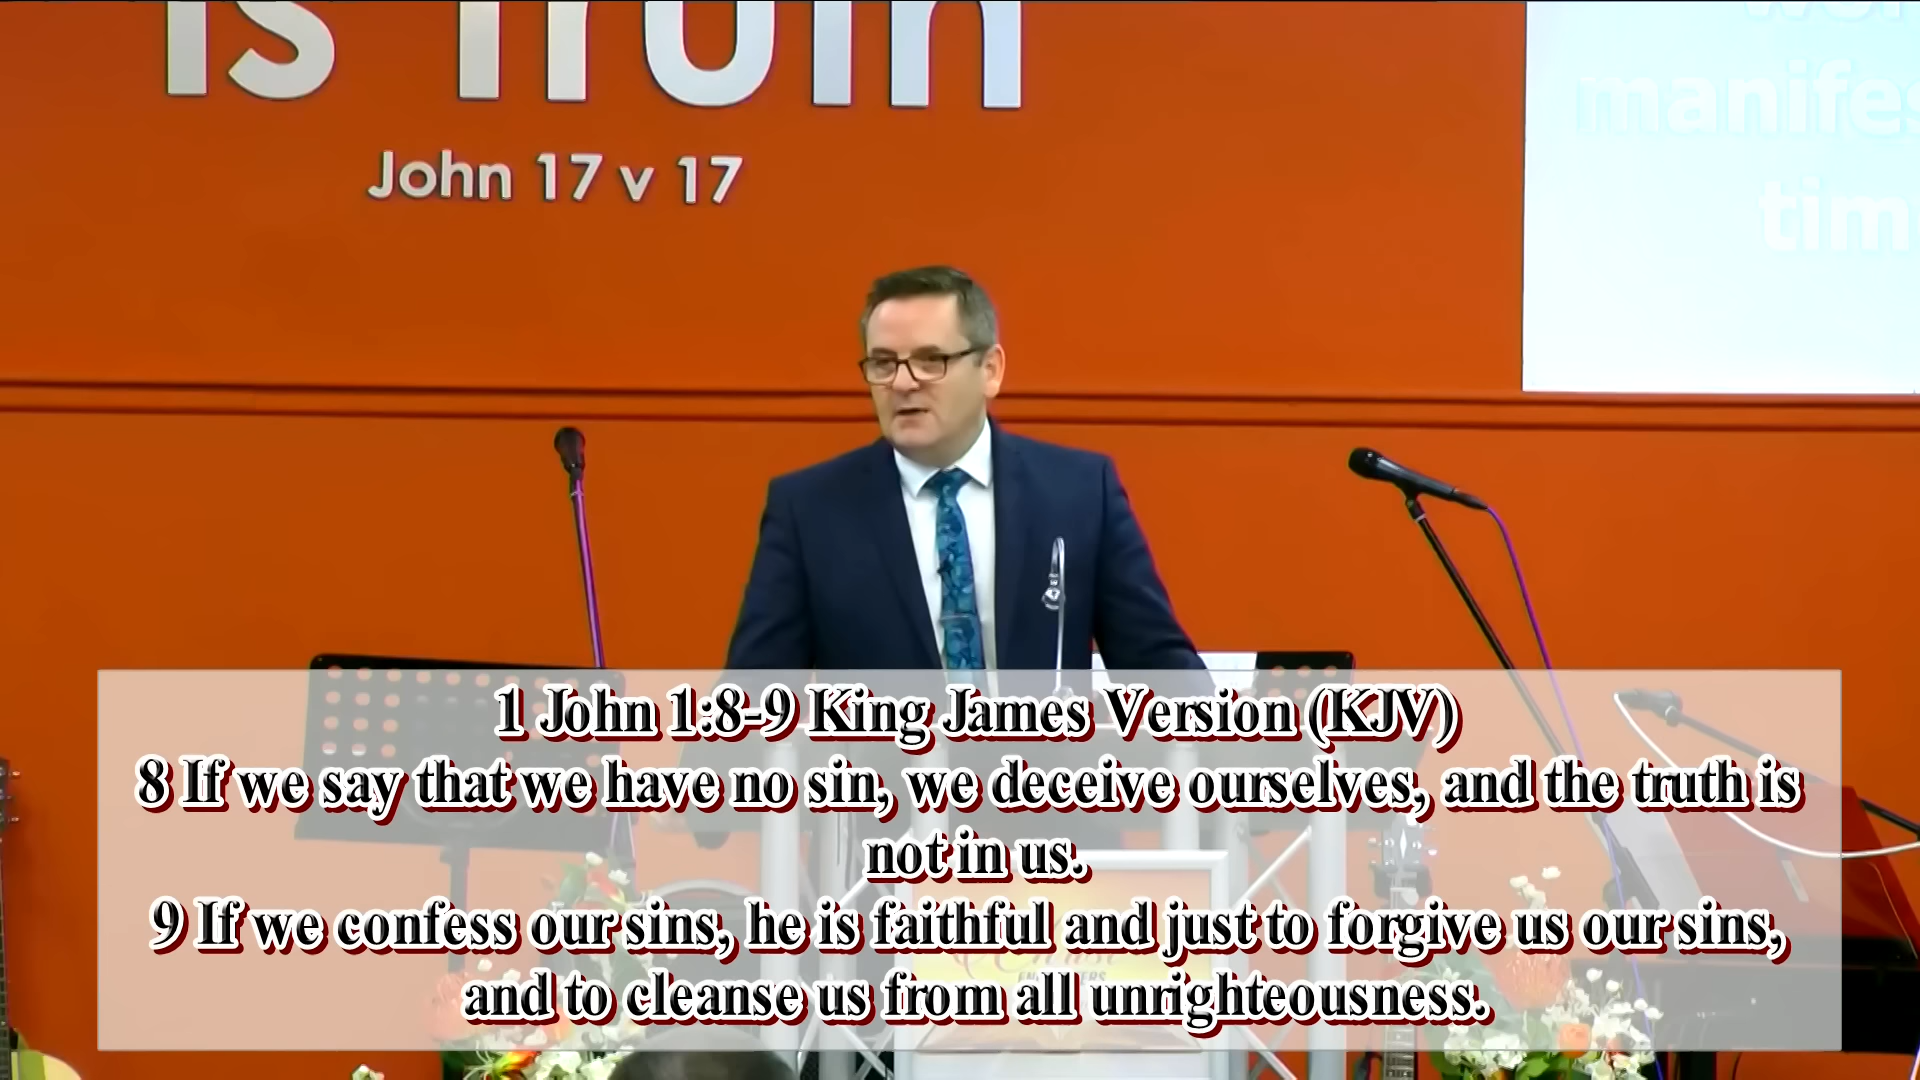 is Truth
John 17 v 17
manifes
tim
1 John 1:8-9 King James Version (KJV)
8 If we say that we have no sin, we deceive ourselves, and the truth is
not in us.
9 If we confess our sins, he is faithful and just to forgive us our sins,
and to cleanse us from all unrighteousness.